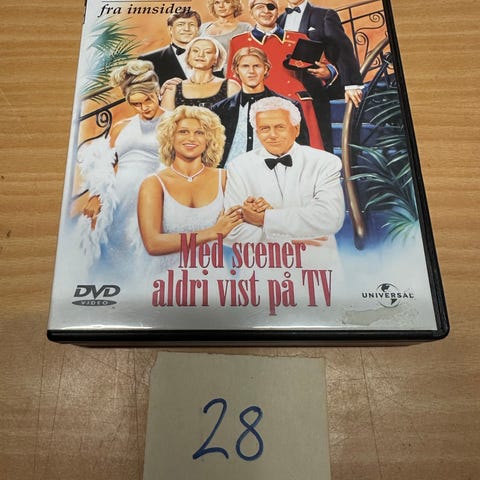 fra innsiden
Med scener
aldri vist på TV
DVD
VIDEO
UNIVERSAL
28